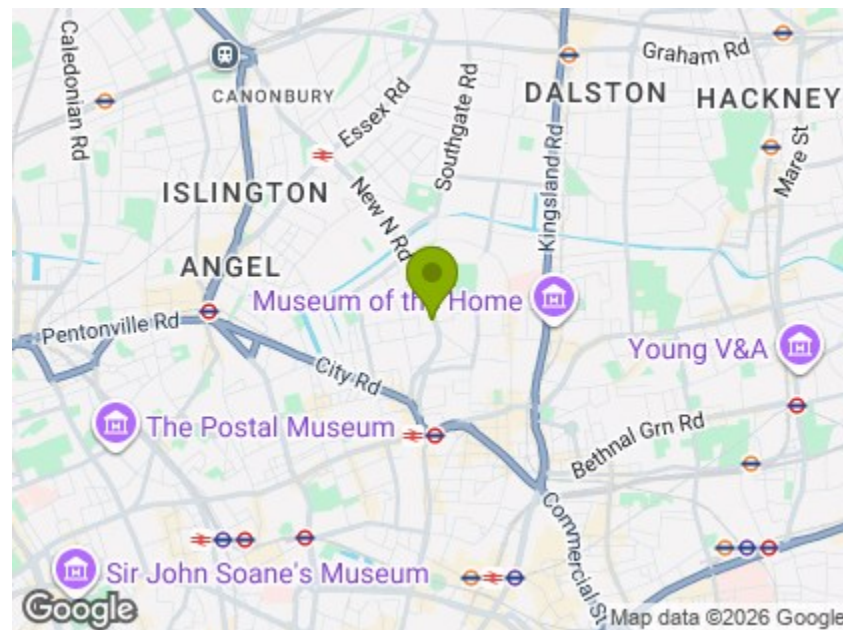 Caledonian Rd
CANONBURY
Essex Rd
Southgate Rd
Graham Rd
DALSTON
HACKNEY
Kingsland Rd
Mare St
ISLINGTON
New N Rd
ANGEL
Museum of the Home
Pentonville Rd
Young V&A
City Rd
The Postal Museum
Bethnal Grn Rd
Commercial St
Sir John Soane's Museum
Google
Map data ©2026 Google